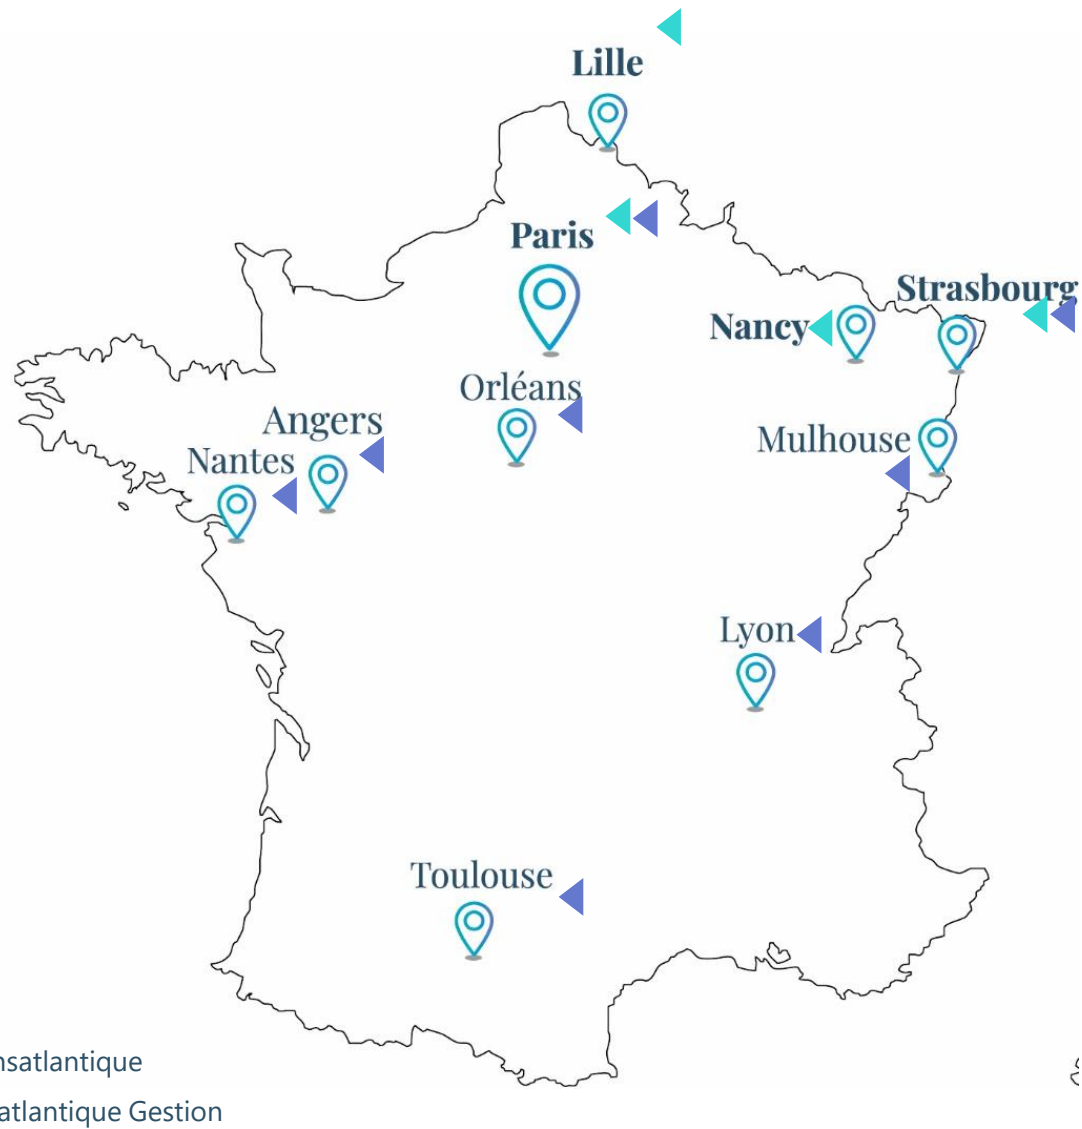 Lille
Paris
Strasbourg
Nancy
Orléans
Angers
Mulhouse
Nantes
Lyon
Toulouse
nsatlantique
atlantique Gestion